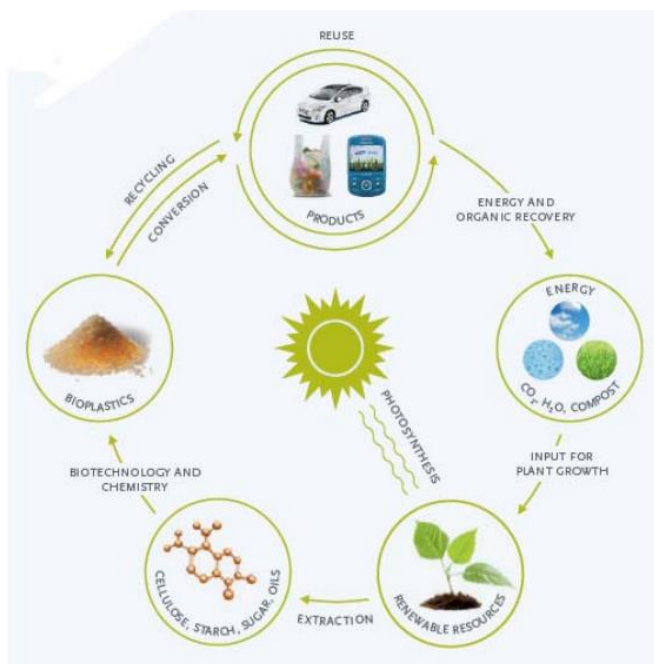 REUSE
PRODUCTS
RECYCLING
CONVERSION
ENERGY AND
ORGANIC RECOVERY
ENERGY
CO₂, H₂O, COMPOST
INPUT FOR
PLANT GROWTH
PHOTOSYNTHESIS
RENEWABLE RESOURCES
EXTRACTION
CELLULOSE, STARCH, SUGAR, OILS
BIOTECHNOLOGY AND
CHEMISTRY
BIOPLASTICS